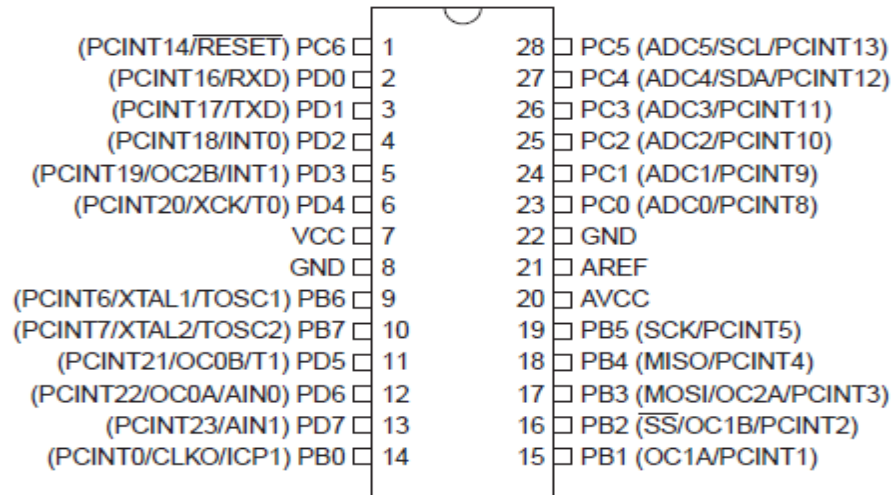 (PCINT14/RESET) PC6 1 28 PC5 (ADC5/SCL/PCINT13)
(PCINT16/RXD) PD0 2 27 PC4 (ADC4/SDA/PCINT12)
(PCINT17/TXD) PD1 3 26 PC3 (ADC3/PCINT11)
(PCINT18/INT0) PD2 4 25 PC2 (ADC2/PCINT10)
(PCINT19/OC2B/INT1) PD3 5 24 PC1 (ADC1/PCINT9)
(PCINT20/XCK/T0) PD4 6 23 PC0 (ADC0/PCINT8)
VCC 7 22 GND
GND 8 21 AREF
(PCINT6/XTAL1/TOSC1) PB6 9 20 AVCC
(PCINT7/XTAL2/TOSC2) PB7 10 19 PB5 (SCK/PCINT5)
(PCINT21/OC0B/T1) PD5 11 18 PB4 (MISO/PCINT4)
(PCINT22/OC0A/AIN0) PD6 12 17 PB3 (MOSI/OC2A/PCINT3)
(PCINT23/AIN1) PD7 13 16 PB2 (SS/OC1B/PCINT2)
(PCINT0/CLKO/ICP1) PB0 14 15 PB1 (OC1A/PCINT1)